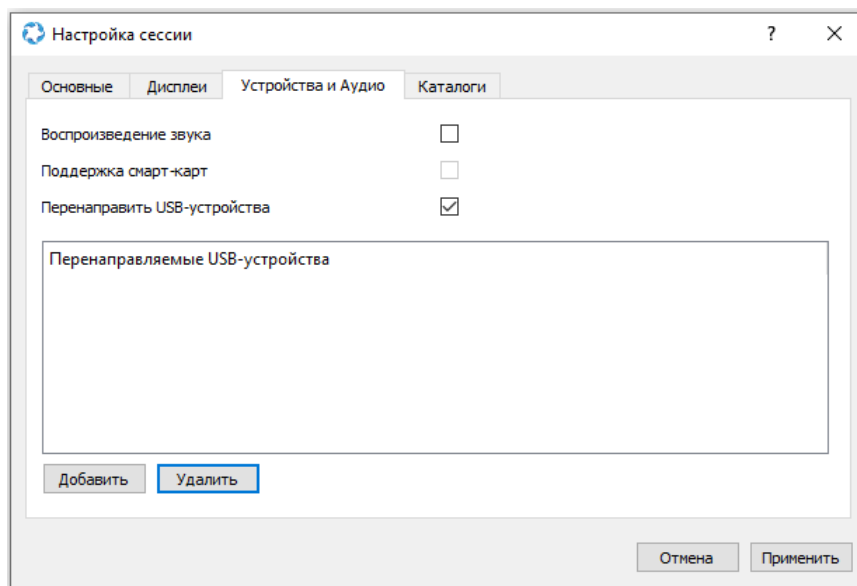 Настройка сессии ?
Основные Дисплеи Устройства и Аудио Каталоги
Воспроизведение звука
Поддержка смарт-карт
Перенаправить USB-устройства
Перенаправляемые USB-устройства
Добавить Удалить
Отмена Применить